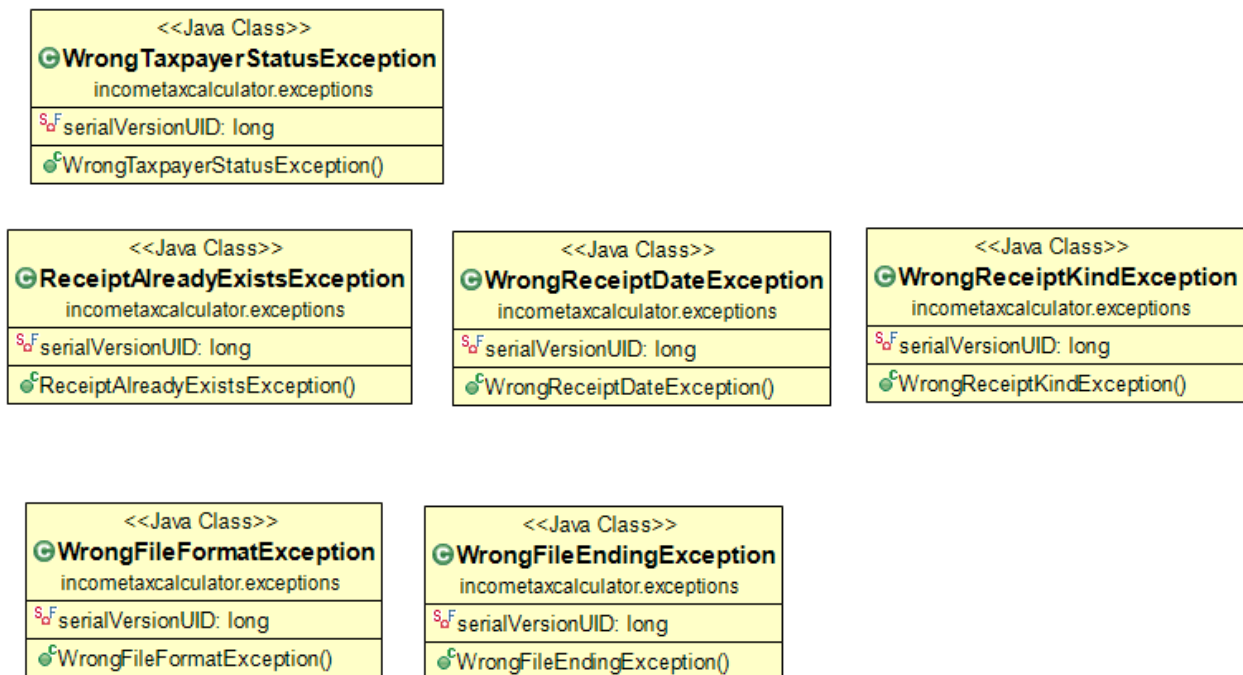 <<Java Class>>
WrongTaxpayerStatusException
incometaxcalculator.exceptions
serialVersionUID: long
WrongTaxpayerStatusException()
<<Java Class>>
ReceiptAlreadyExistsException
incometaxcalculator.exceptions
serialVersionUID: long
ReceiptAlreadyExistsException()
<<Java Class>>
WrongReceiptDateException
incometaxcalculator.exceptions
serialVersionUID: long
WrongReceiptDateException()
<<Java Class>>
WrongReceiptKindException
incometaxcalculator.exceptions
serialVersionUID: long
WrongReceiptKindException()
<<Java Class>>
WrongFileFormatException
incometaxcalculator.exceptions
serialVersionUID: long
WrongFileFormatException()
<<Java Class>>
WrongFileEndingException
incometaxcalculator.exceptions
serialVersionUID: long
WrongFileEndingException()